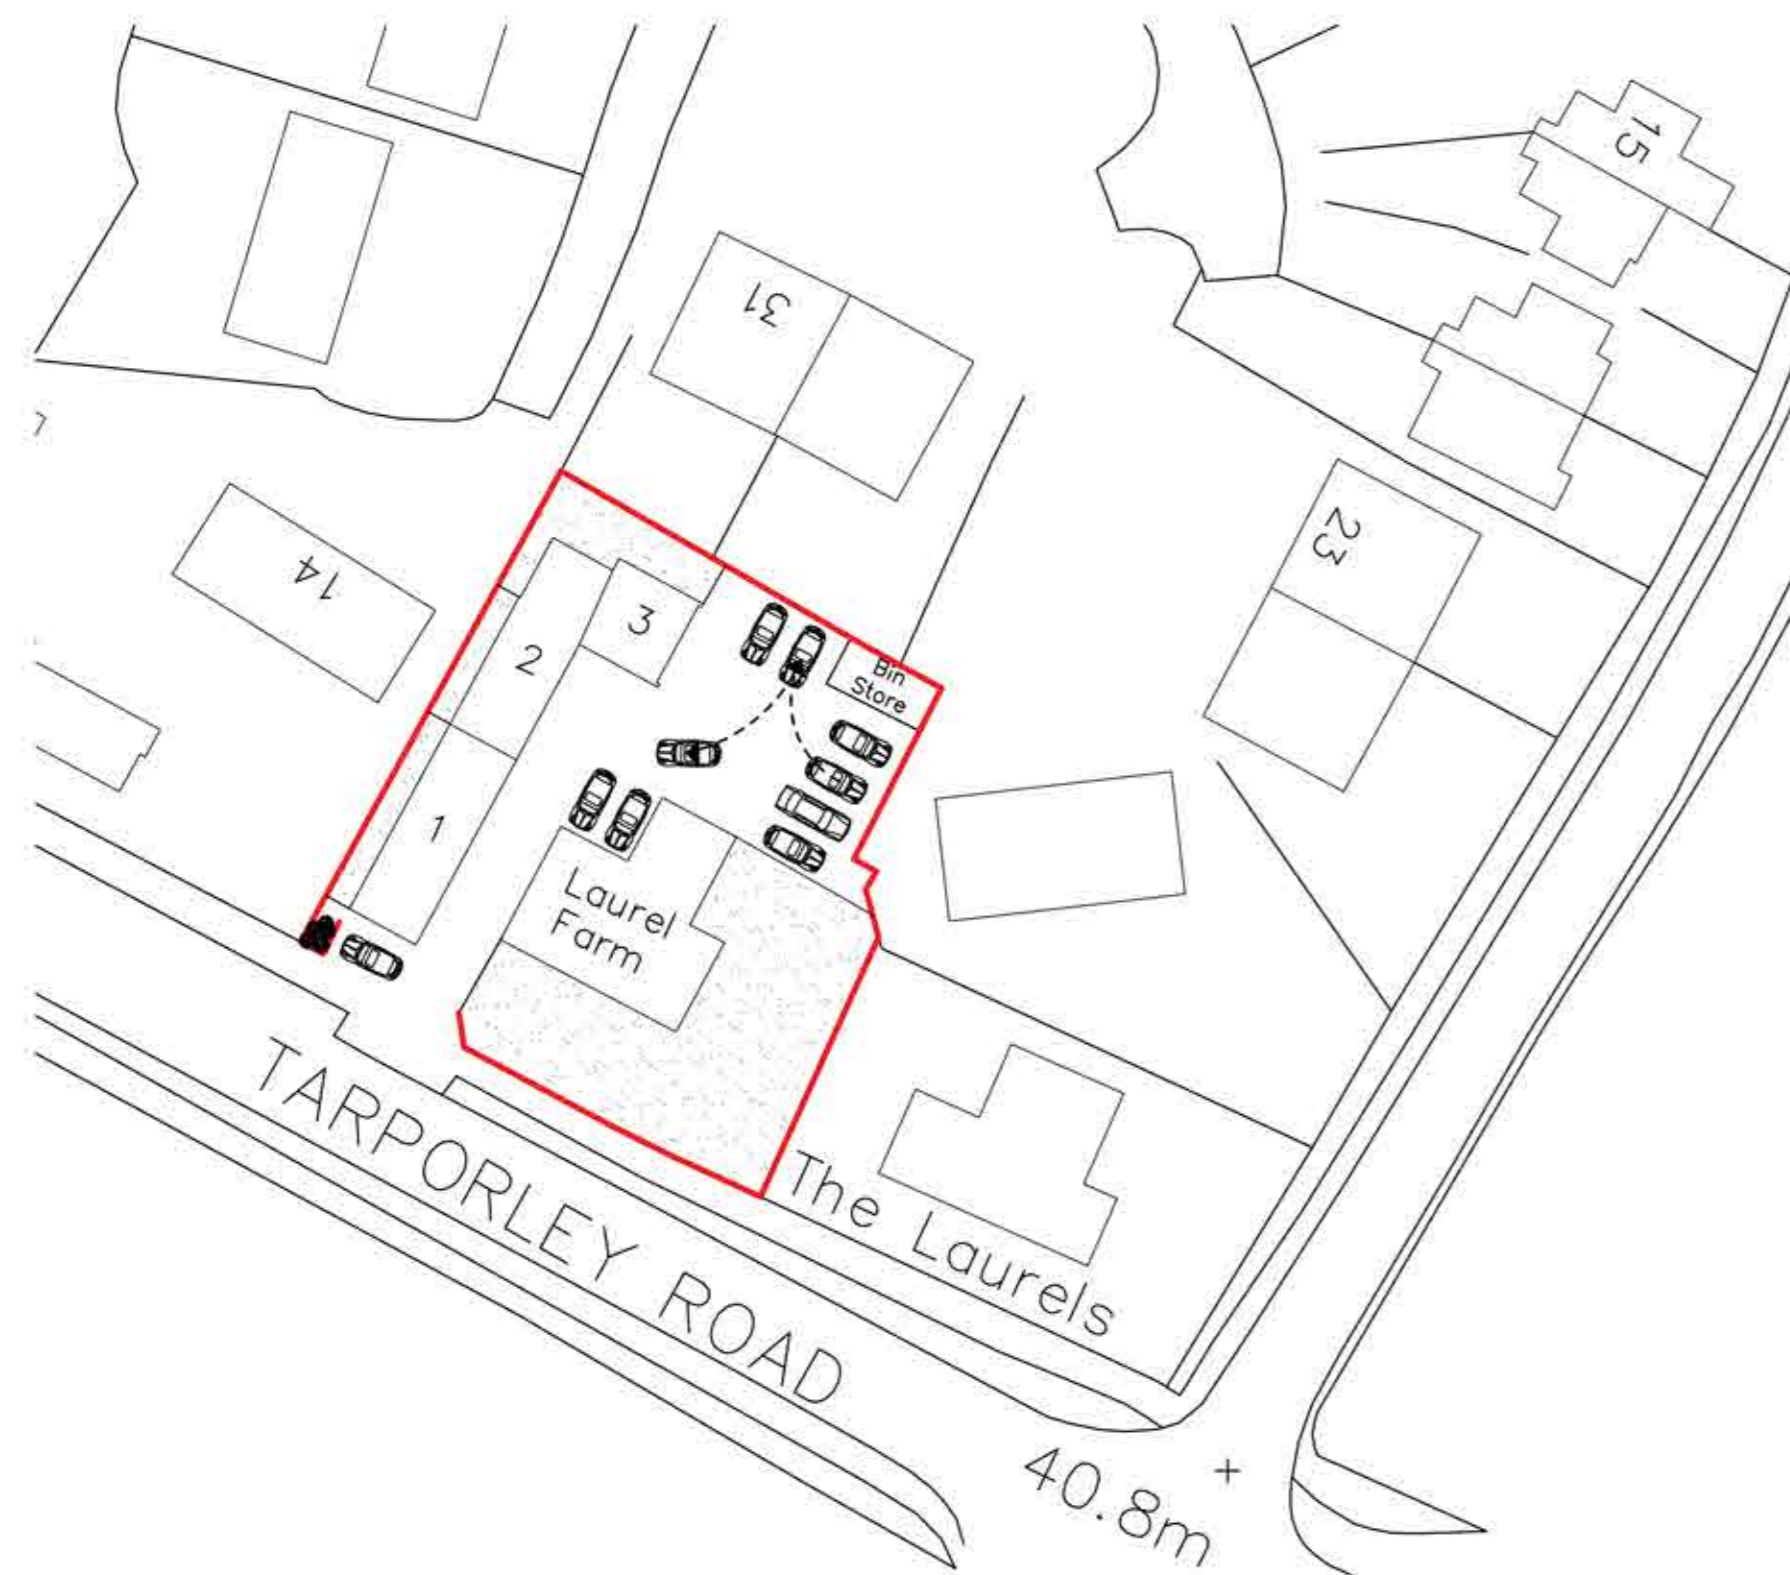 15
31
23
14
3
2
Bin
Store
1
Laurel
Farm
TARPORLEY ROAD
The Laurels
40.8m